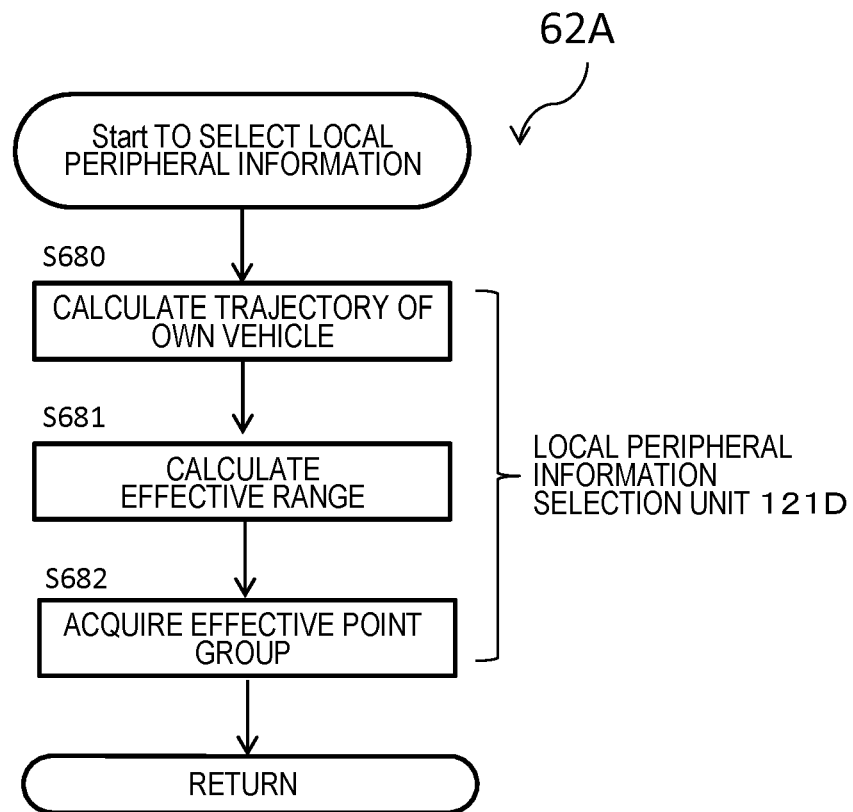 62A
Start TO SELECT LOCAL
PERIPHERAL INFORMATION
S680
CALCULATE TRAJECTORY OF
OWN VEHICLE
S681
CALCULATE
EFFECTIVE RANGE
S682
ACQUIRE EFFECTIVE POINT
GROUP
LOCAL PERIPHERAL
INFORMATION
SELECTION UNIT 121D
RETURN